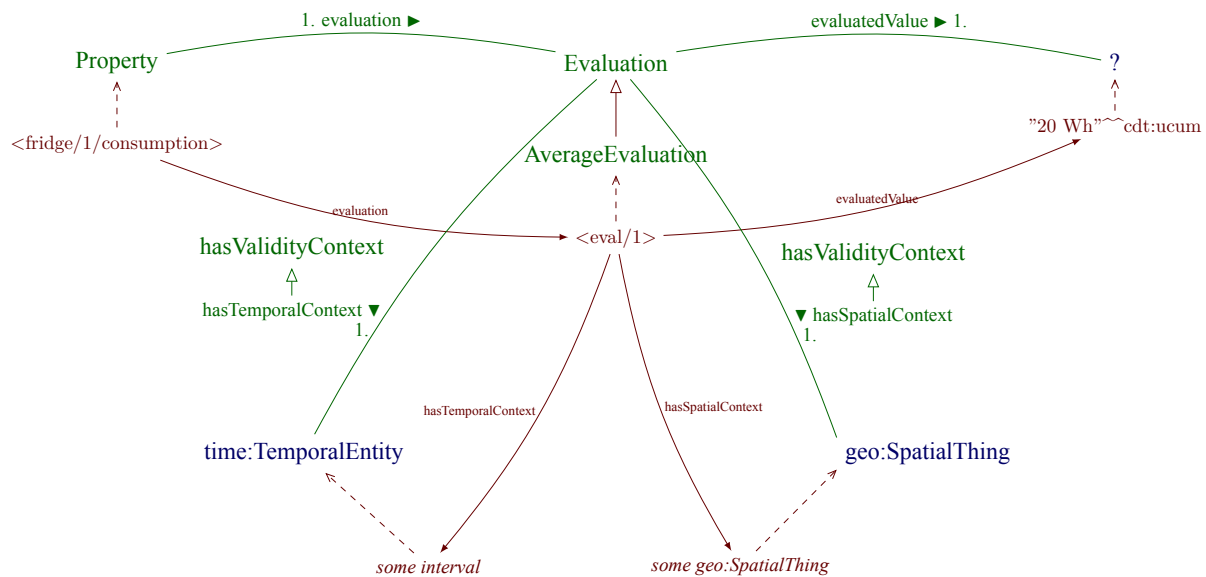 1. evaluation ▶
evaluatedValue ▶ 1.
Property
Evaluation
?
"20 Wh"^^cdt:ucum
<fridge/1/consumption>
AverageEvaluation
evaluation
evaluatedValue
<eval/1>
hasValidityContext
hasValidityContext
hasTemporalContext ▼
1.
▼ hasSpatialContext
1.
hasTemporalContext
hasSpatialContext
time:TemporalEntity
geo:SpatialThing
some interval
some geo:SpatialThing